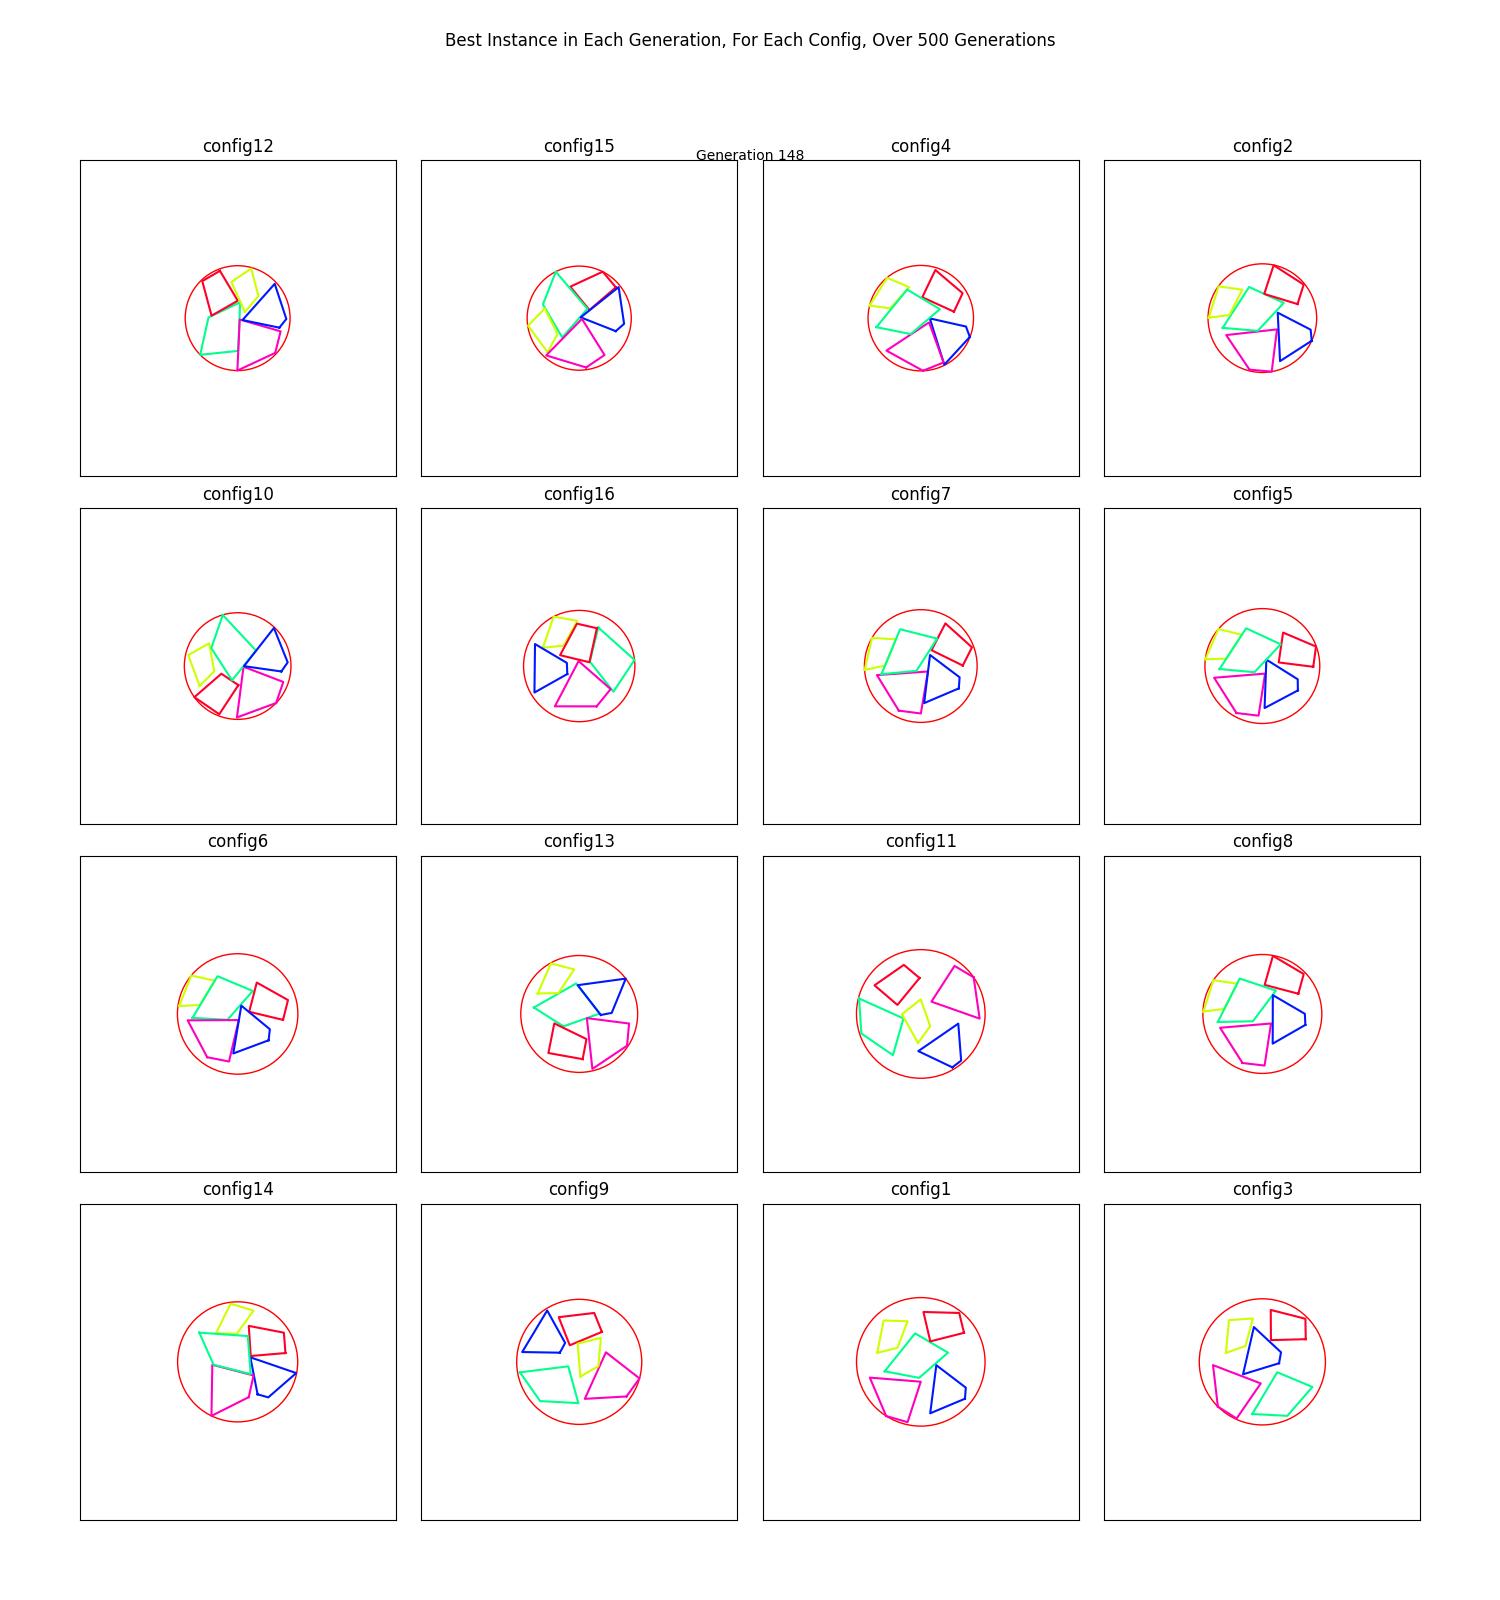 Best Instance in Each Generation, For Each Config, Over 500 Generations
Generation 148
config12
config15
config4
config2
config10
config16
config7
config5
config6
config13
config11
config8
config14
config9
config1
config3